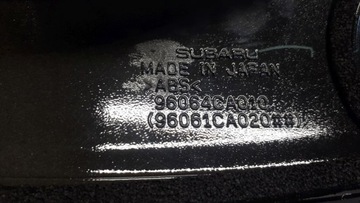 SUBARU
MADE IN JAPAN
>ABS<
96064CA010
(96061CA020##)